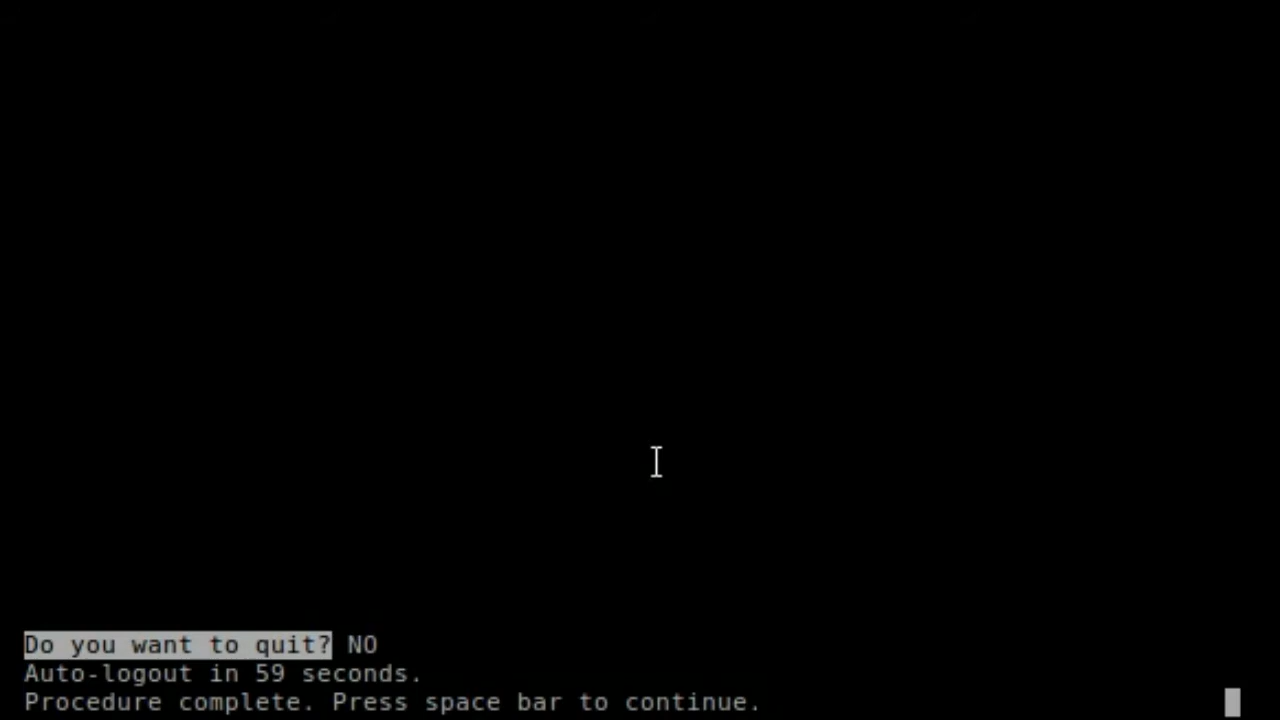 Do you want to quit? NO
Auto-logout in 59 seconds.
Procedure complete. Press space bar to continue.